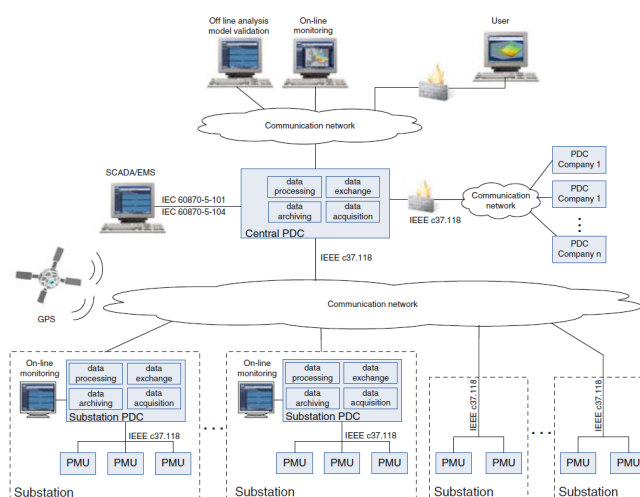 Off line analysis
model validation
On-line
monitoring
User
Communication network
SCADA/EMS
IEC 60870-5-101
IEC 60870-5-104
data
processing
data
exchange
data
archiving
data
acquisition
Central PDC
IEEE c37.118
Communication
network
PDC
Company 1
PDC
Company 1
PDC
Company n
IEEE c37.118
GPS
Communication network
On-line
monitoring
data
processing
data
exchange
data
archiving
data
acquisition
Substation PDC
IEEE c37.118
PMU
PMU
PMU
Substation
On-line
monitoring
data
processing
data
exchange
data
archiving
data
acquisition
Substation PDC
IEEE c37.118
PMU
PMU
PMU
Substation
IEEE c37.118
PMU
PMU
Substation
IEEE c37.118
PMU
PMU
Substation